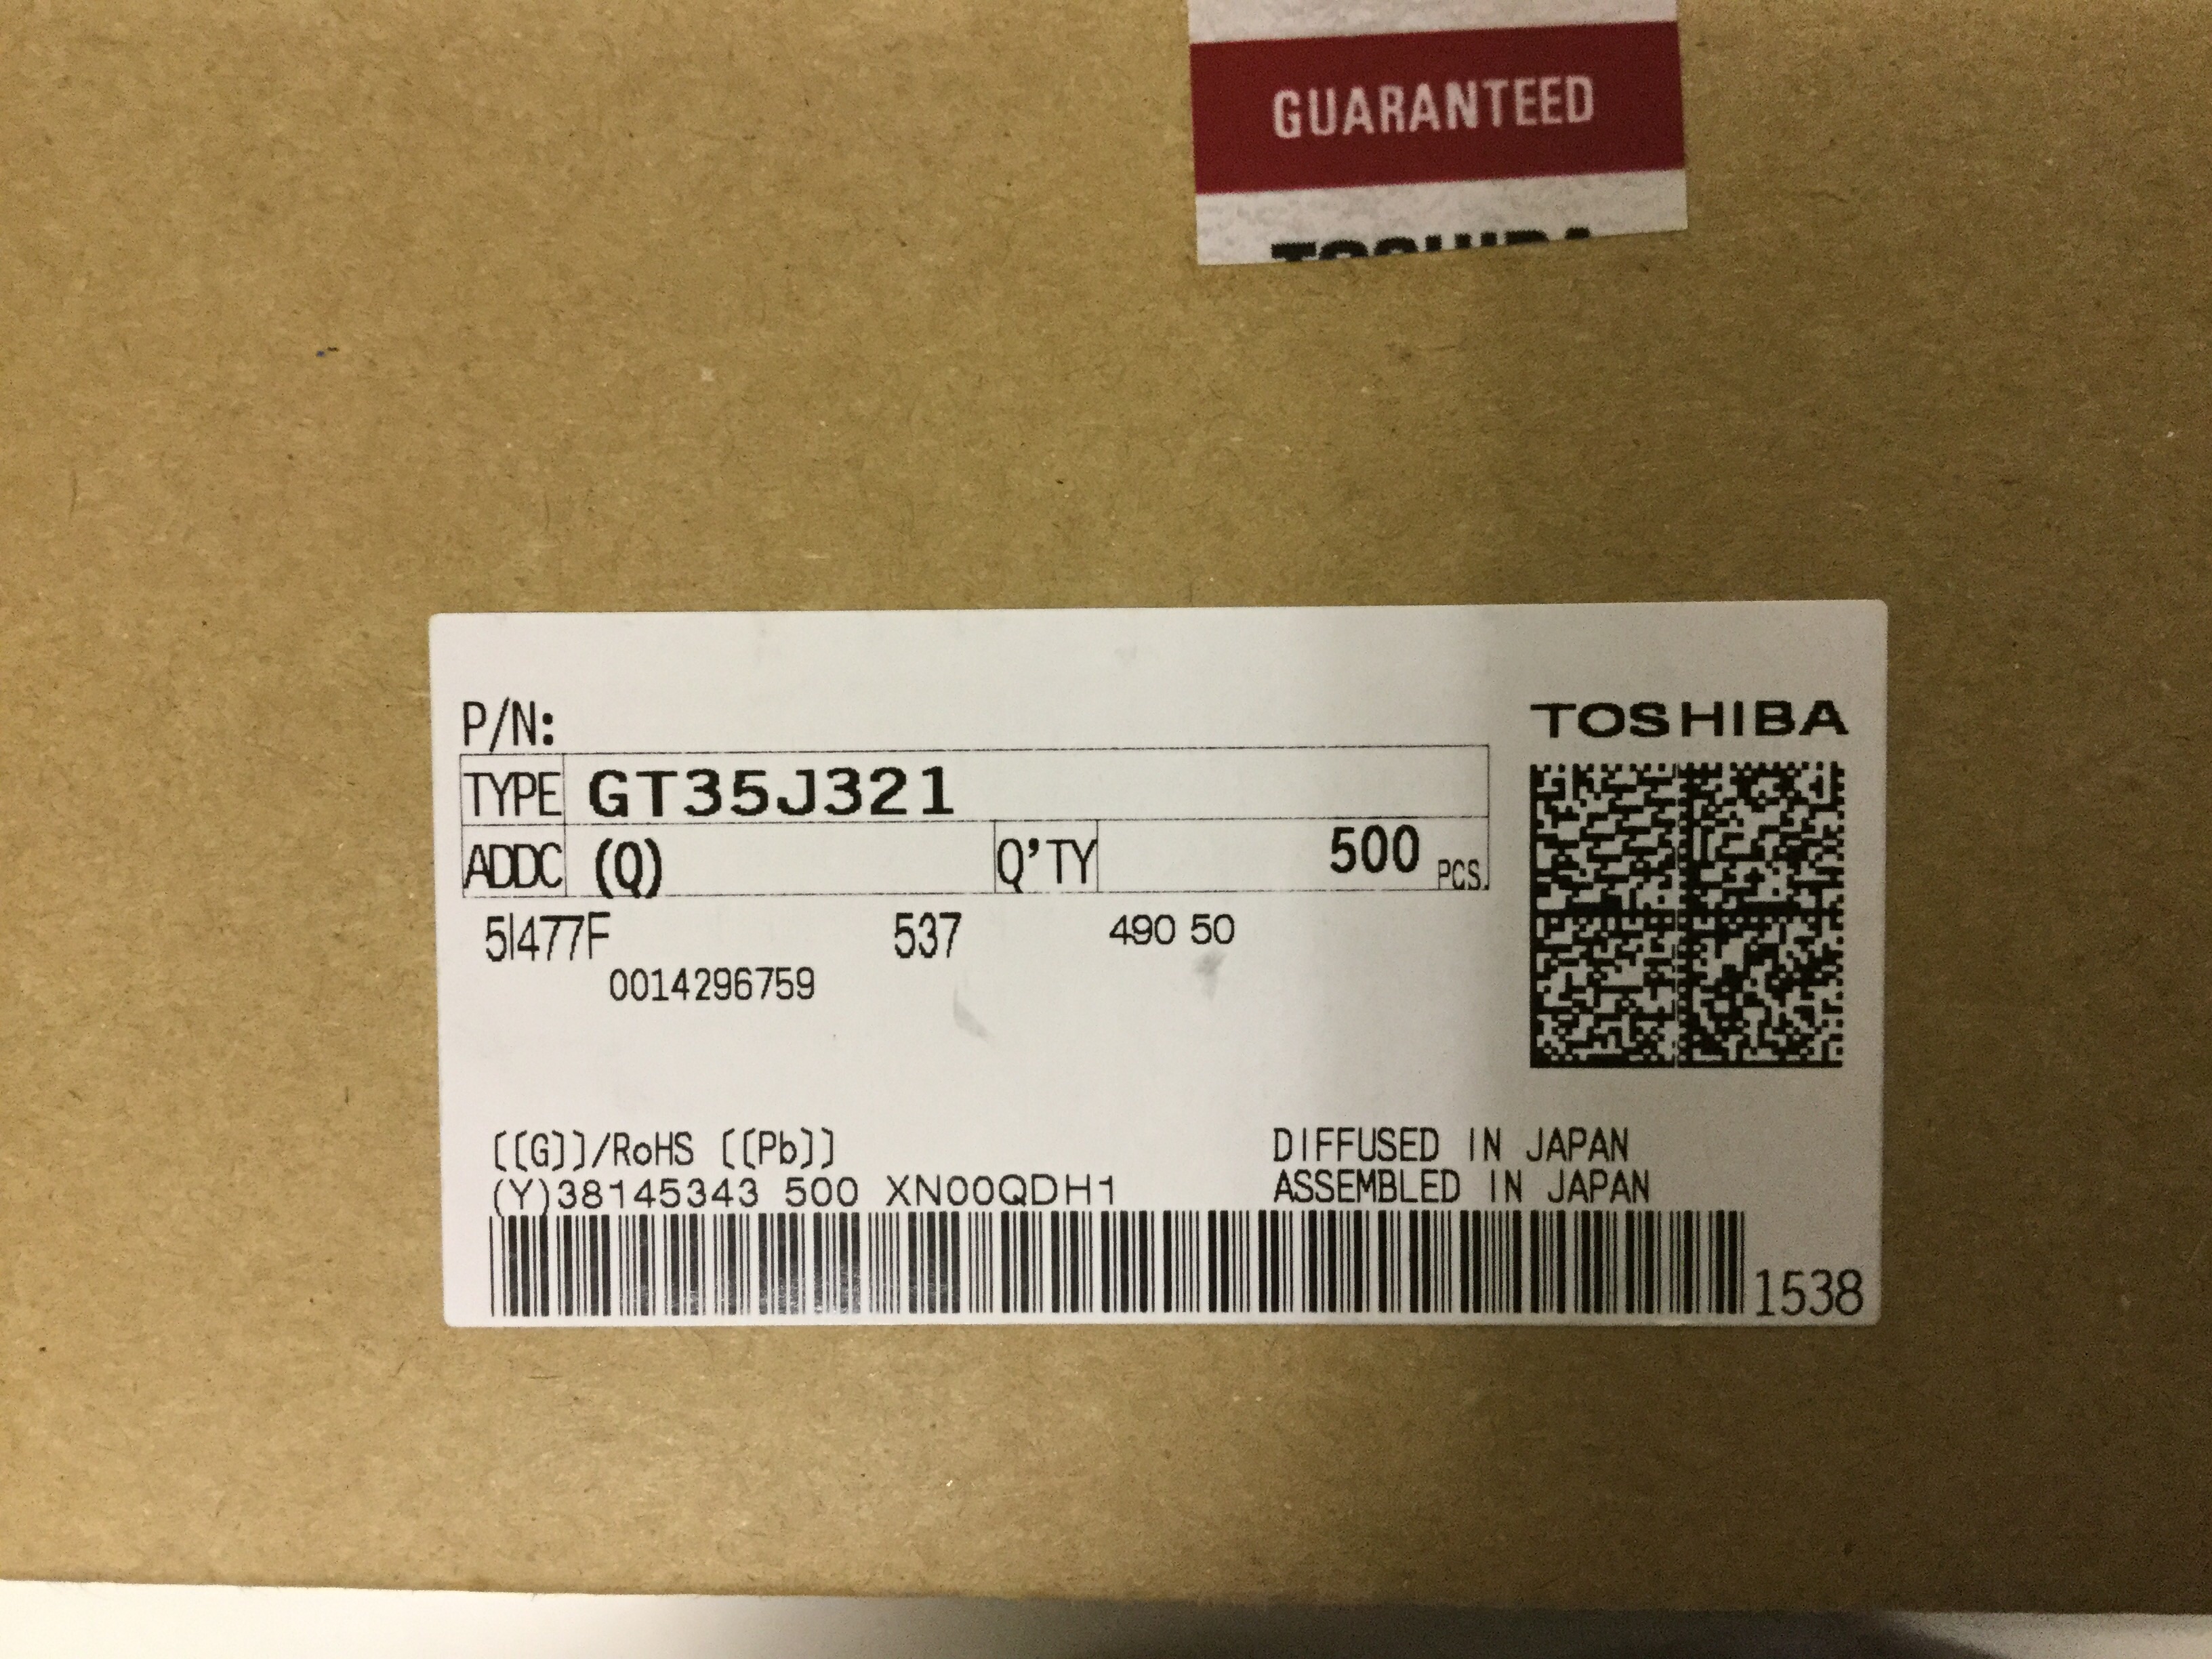 GUARANTEED
TOSHIBA
P/N:
TOSHIBA
TYPE GT35J321
ADDC (Q) Q'TY 500 PCS.
5I477F 537 490 50
0014296759
[[G]]/RoHS [[Pb]]
DIFFUSED IN JAPAN
(Y)38145343 500 XN00QDH1
ASSEMBLED IN JAPAN
1538